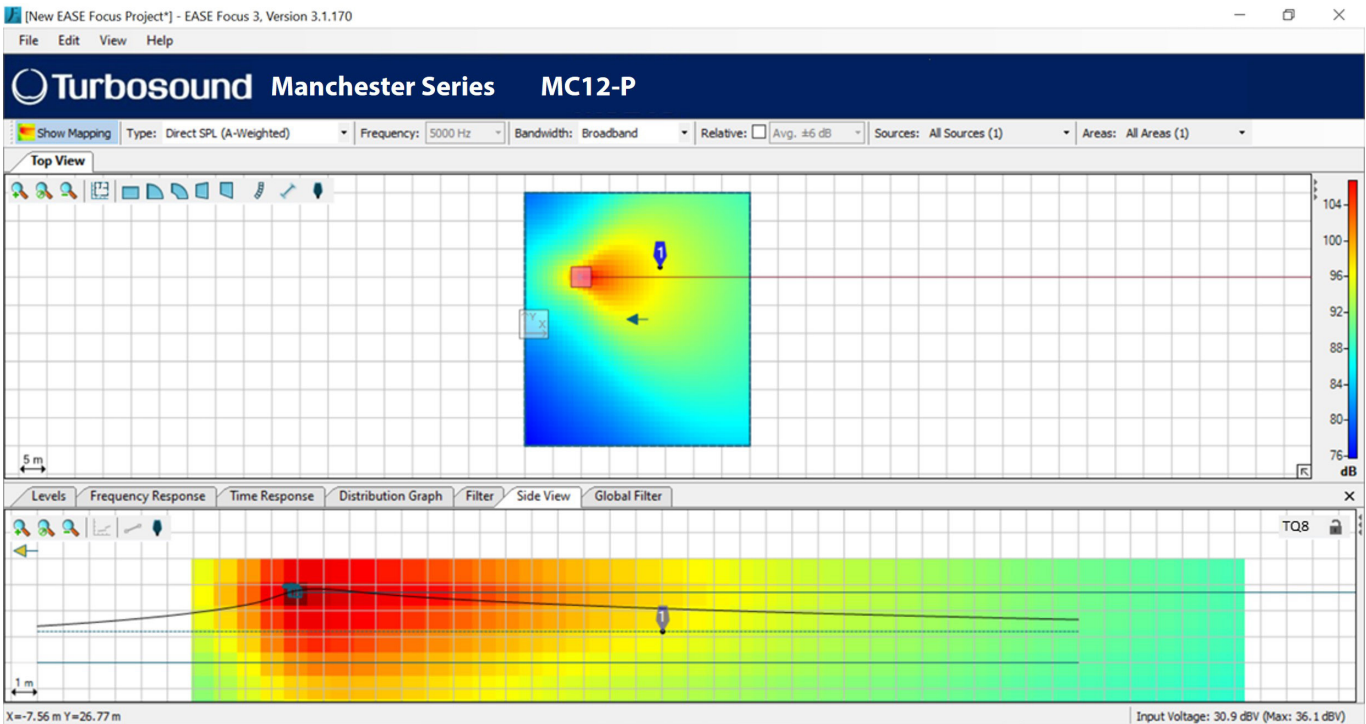 [New EASE Focus Project*] - EASE Focus 3, Version 3.1.170
File Edit View Help
Turbosound Manchester Series MC12-P
Show Mapping Type: Direct SPL (A-Weighted) Frequency: 5000 Hz Bandwidth: Broadband Relative: Avg. ±6 dB Sources: All Sources (1) Areas: All Areas (1)
Top View
104
100
96
92
88
84
80
76
dB
1
Y
X
5 m
Levels Frequency Response Time Response Distribution Graph Filter Side View Global Filter
TQ8
1
1 m
X=-7.56 m Y=26.77 m Input Voltage: 30.9 dBV (Max: 36.1 dBV)